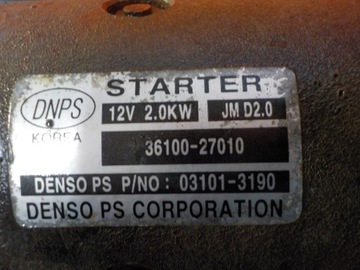 STARTER
DNPS
KOREA
12V 2.0KW JM D2.0
36100-27010
DENSO PS P/NO : 03101-3190
DENSO PS CORPORATION